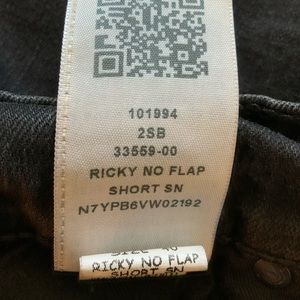 101994
2SB
33559-00
RICKY NO FLAP
SHORT SN
N7YPB6VW02192
RICKY NO FLAP
SHORT SN